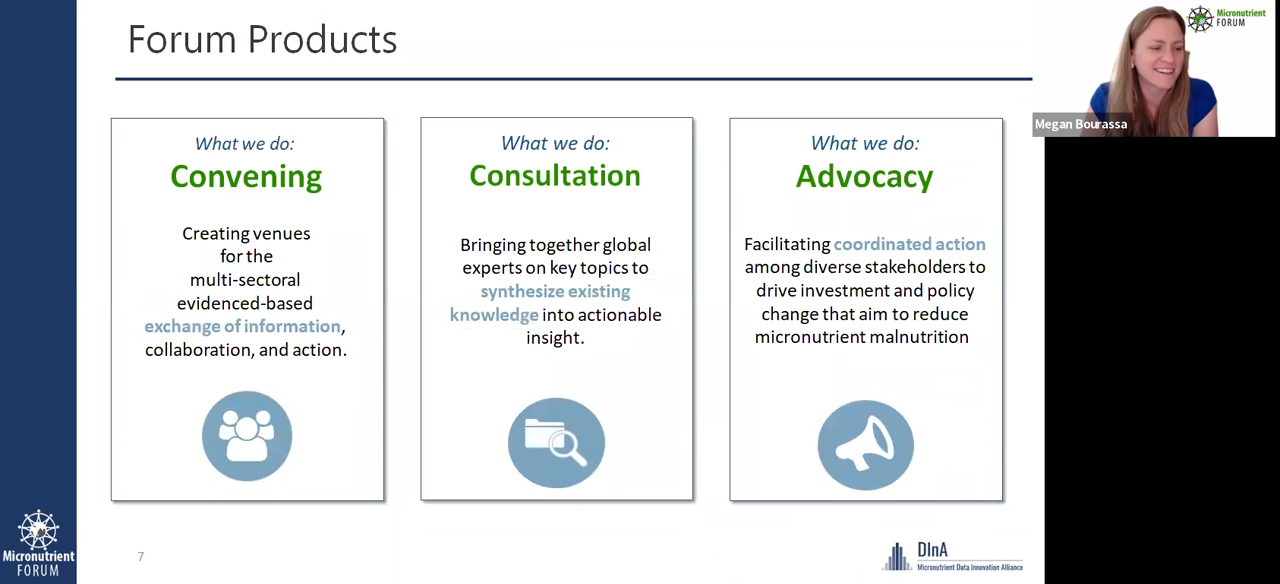 Forum Products
Micronutrient
FORUM
Megan Bourassa
What we do:
Convening
Creating venues
for the
multi-sectoral
evidenced-based
exchange of information,
collaboration, and action.
What we do:
Consultation
Bringing together global
experts on key topics to
synthesize existing
knowledge into actionable
insight.
What we do:
Advocacy
Facilitating coordinated action
among diverse stakeholders to
drive investment and policy
change that aim to reduce
micronutrient malnutrition
Micronutrient
FORUM
7
DInA
Micronutrient Data Innovation Alliance